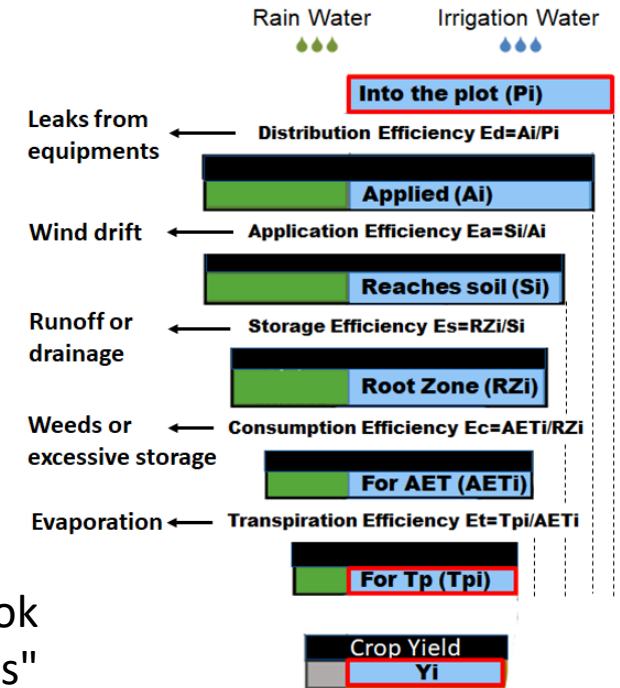 Rain Water
Irrigation Water
Into the plot (Pi)
Leaks from
equipments
Distribution Efficiency Ed=Ai/Pi
Applied (Ai)
Wind drift
Application Efficiency Ea=Si/Ai
Reaches soil (Si)
Runoff or
drainage
Storage Efficiency Es=RZi/Si
Root Zone (RZi)
Weeds or
excessive storage
Consumption Efficiency Ec=AETi/RZi
For AET (AETi)
Evaporation
Transpiration Efficiency Et=Tpi/AETi
For Tp (Tpi)
ok
s"
Crop Yield
Yi